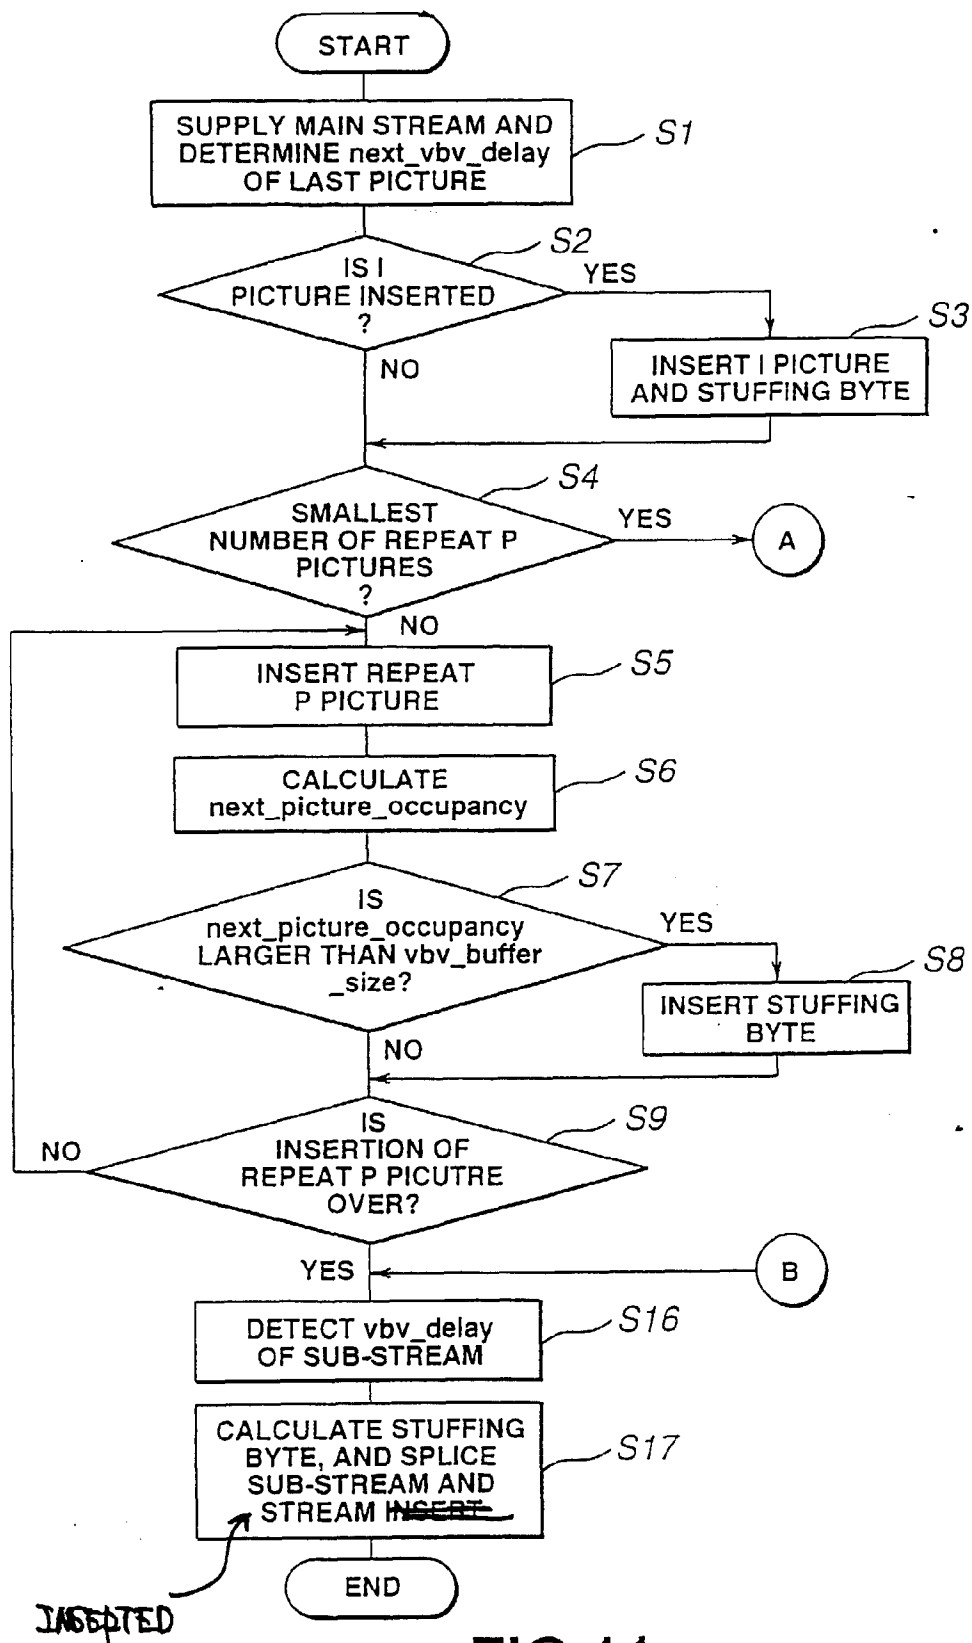 START
SUPPLY MAIN STREAM AND
DETERMINE next_vbv_delay
OF LAST PICTURE
S1
IS I
PICTURE INSERTED
?
S2
YES
NO
INSERT I PICTURE
AND STUFFING BYTE
S3
SMALLEST
NUMBER OF REPEAT P
PICTURES
?
S4
YES
A
NO
INSERT REPEAT
P PICTURE
S5
CALCULATE
next_picture_occupancy
S6
IS
next_picture_occupancy
LARGER THAN vbv_buffer
_size?
S7
YES
NO
INSERT STUFFING
BYTE
S8
IS
INSERTION OF
REPEAT P PICUTRE
OVER?
S9
NO
YES
B
DETECT vbv_delay
OF SUB-STREAM
S16
CALCULATE STUFFING
BYTE, AND SPLICE
SUB-STREAM AND
STREAM INSERT
S17
END
INSERTED